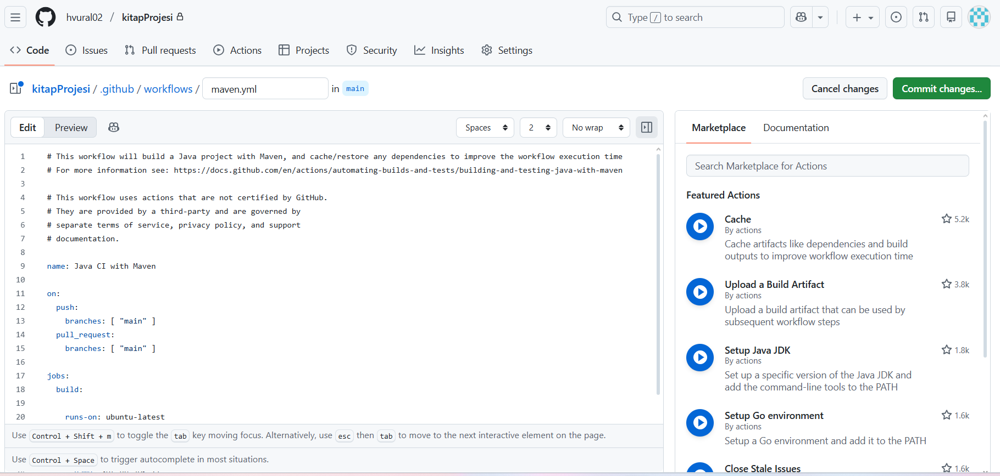 hvural02 / kitapProjesi
Type / to search
Code
Issues
Pull requests
Actions
Projects
Security
Insights
Settings
kitapProjesi / .github / workflows / maven.yml in main
Cancel changes
Commit changes...
Edit
Preview
Spaces
2
No wrap
1 # This workflow will build a Java project with Maven, and cache/restore any dependencies to improve the workflow execution time
2 # For more information see: https://docs.github.com/en/actions/automating-builds-and-tests/building-and-testing-java-with-maven
3
4 # This workflow uses actions that are not certified by GitHub.
5 # They are provided by a third-party and are governed by
6 # separate terms of service, privacy policy, and support
7 # documentation.
8
9 name: Java CI with Maven
10
11 on:
12   push:
13     branches: [ "main" ]
14   pull_request:
15     branches: [ "main" ]
16
17 jobs:
18   build:
19
20     runs-on: ubuntu-latest
Use Control + Shift + m to toggle the tab key moving focus. Alternatively, use esc then tab to move to the next interactive element on the page.
Use Control + Space to trigger autocomplete in most situations.
Marketplace
Documentation
Search Marketplace for Actions
Featured Actions
Cache
5.2k
By actions
Cache artifacts like dependencies and build
outputs to improve workflow execution time
Upload a Build Artifact
3.8k
By actions
Upload a build artifact that can be used by
subsequent workflow steps
Setup Java JDK
1.8k
By actions
Set up a specific version of the Java JDK and
add the command-line tools to the PATH
Setup Go environment
1.6k
By actions
Setup a Go environment and add it to the PATH
Close Stale Issues
1.6k